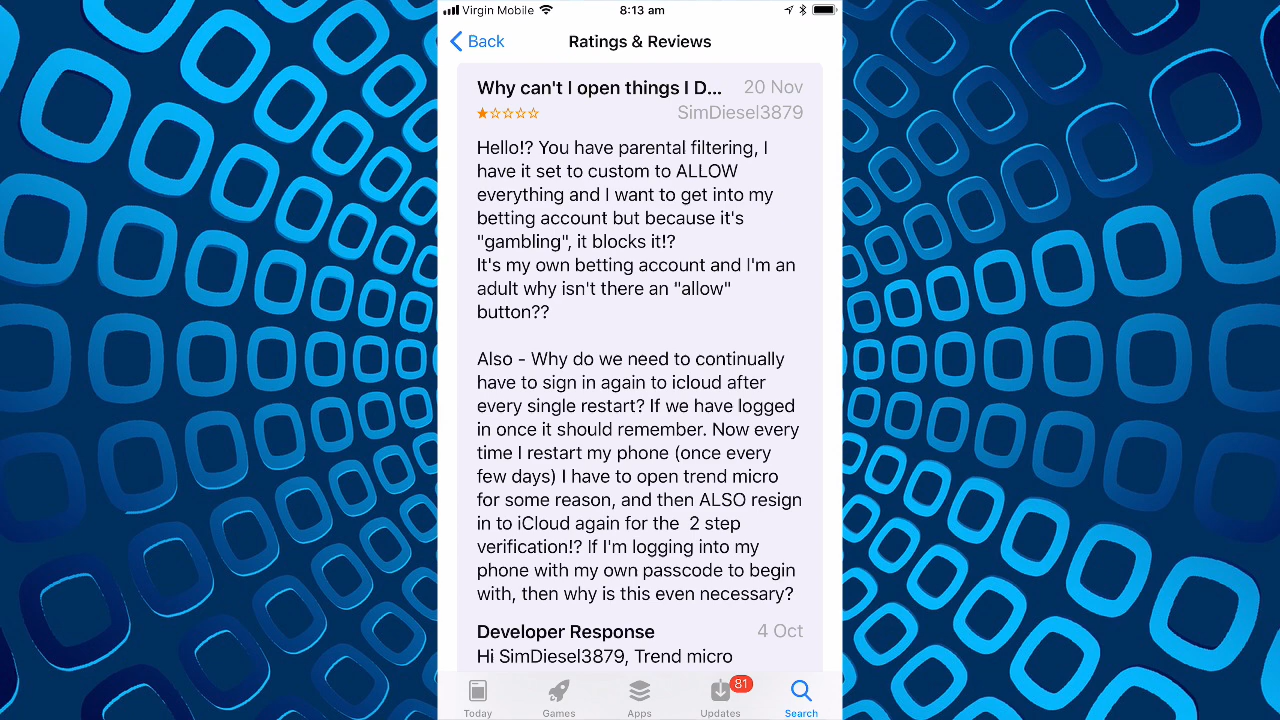 Virgin Mobile 8:13 am
Back Ratings & Reviews
Why can't I open things I D... 20 Nov
SimDiesel3879
Hello!? You have parental filtering, I
have it set to custom to ALLOW
everything and I want to get into my
betting account but because it's
"gambling", it blocks it!?
It's my own betting account and I'm an
adult why isn't there an "allow"
button??
Also - Why do we need to continually
have to sign in again to icloud after
every single restart? If we have logged
in once it should remember. Now every
time I restart my phone (once every
few days) I have to open trend micro
for some reason, and then ALSO resign
in to iCloud again for the 2 step
verification!? If I'm logging into my
phone with my own passcode to begin
with, then why is this even necessary?
Developer Response 4 Oct
Hi SimDiesel3879, Trend micro
81
Today Games Apps Updates Search